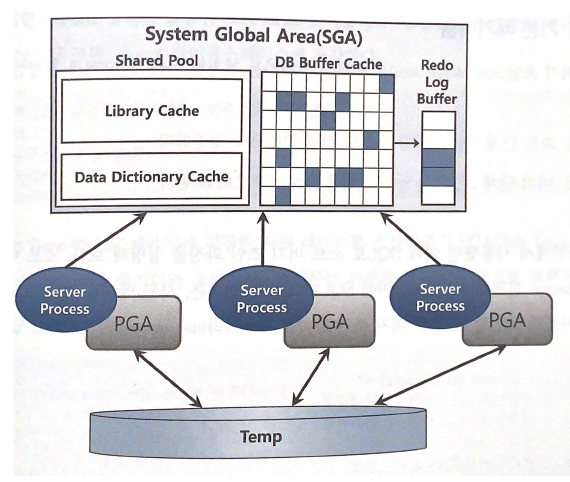 System Global Area(SGA)
Shared Pool
DB Buffer Cache
Redo
Log
Buffer
Library Cache
Data Dictionary Cache
Server
Process
PGA
Server
Process
PGA
Server
Process
PGA
Temp